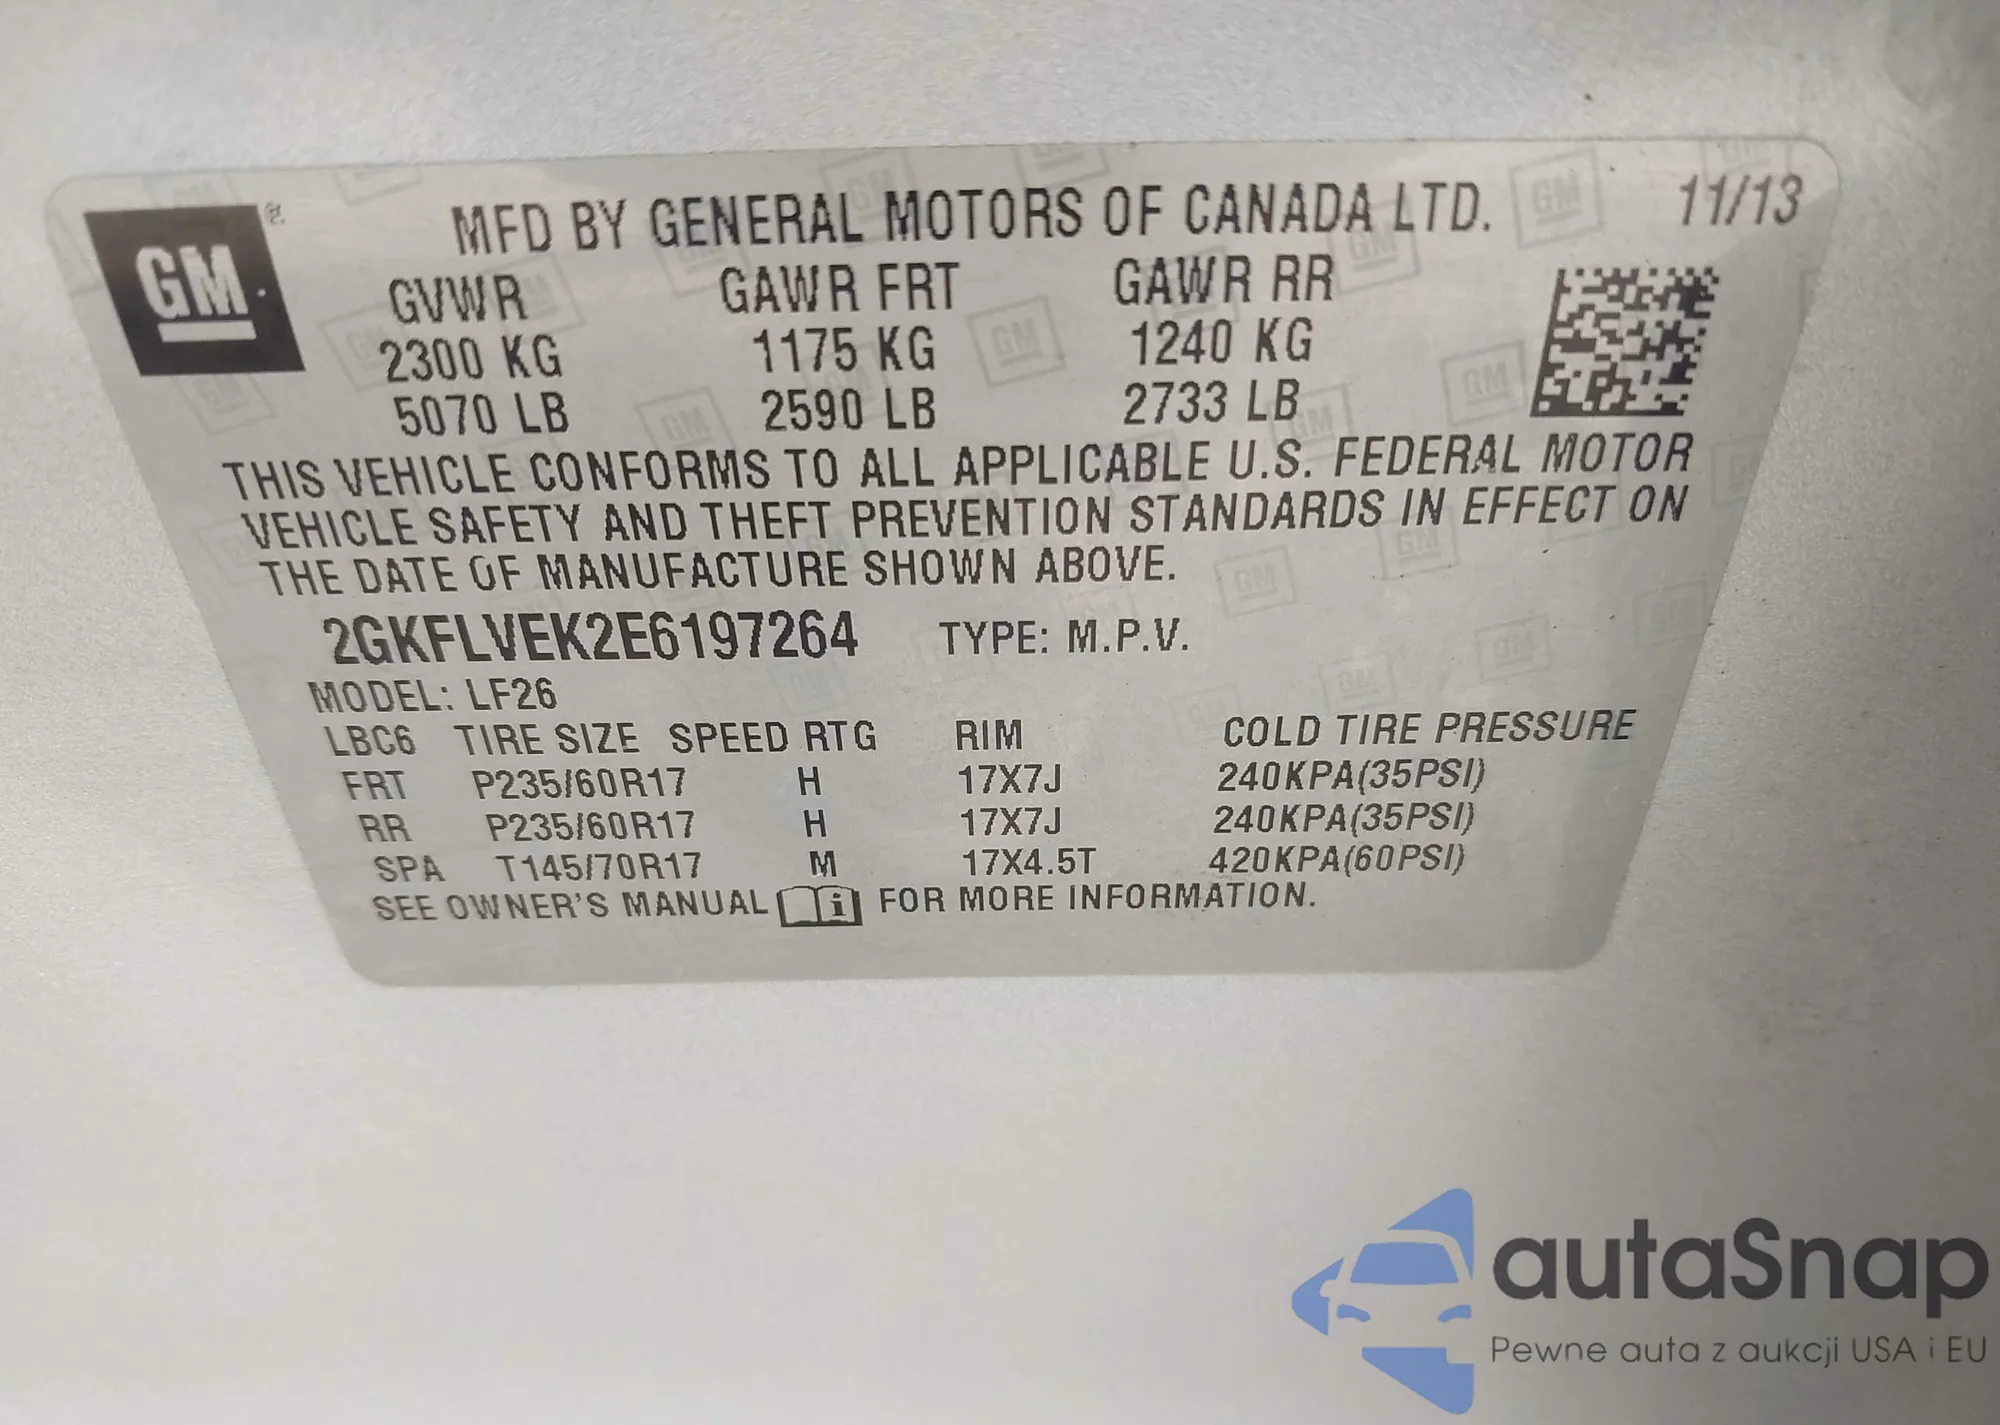 GM
MFD BY GENERAL MOTORS OF CANADA LTD. 11/13
GVWR GAWR FRT GAWR RR
2300 KG 1175 KG 1240 KG
5070 LB 2590 LB 2733 LB
THIS VEHICLE CONFORMS TO ALL APPLICABLE U.S. FEDERAL MOTOR
VEHICLE SAFETY AND THEFT PREVENTION STANDARDS IN EFFECT ON
THE DATE OF MANUFACTURE SHOWN ABOVE.
2GKFLVEK2E6197264 TYPE: M.P.V.
MODEL: LF26
LBC6 TIRE SIZE SPEED RTG RIM COLD TIRE PRESSURE
FRT P235/60R17 H 17X7J 240KPA(35PSI)
RR P235/60R17 H 17X7J 240KPA(35PSI)
SPA T145/70R17 M 17X4.5T 420KPA(60PSI)
SEE OWNER'S MANUAL i FOR MORE INFORMATION.
autaSnap
Pewne auta z aukcji USA i EU